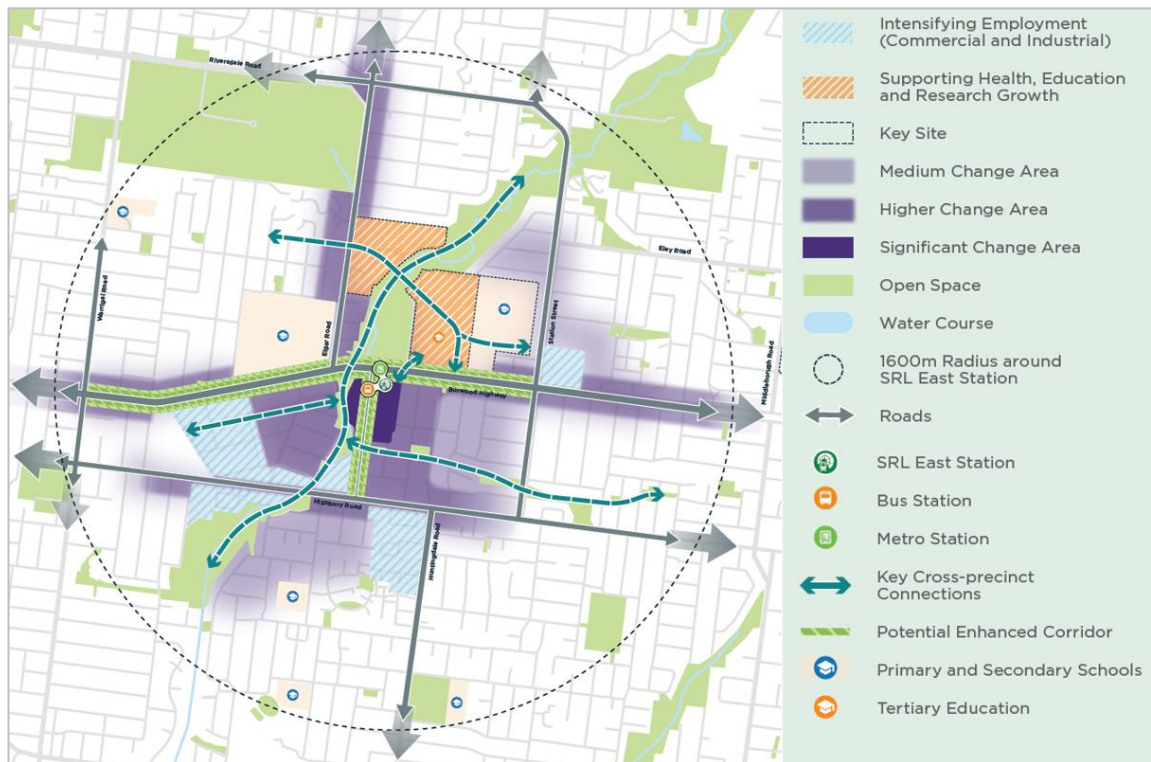 Riversdale Road
Eley Road
Warrigal Road
Elgar Road
Station Street
Middleborough Road
Burwood Highway
Highbury Road
Huntingdale Road
Intensifying Employment
(Commercial and Industrial)
Supporting Health, Education
and Research Growth
Key Site
Medium Change Area
Higher Change Area
Significant Change Area
Open Space
Water Course
1600m Radius around
SRL East Station
Roads
SRL East Station
Bus Station
Metro Station
Key Cross-precinct
Connections
Potential Enhanced Corridor
Primary and Secondary Schools
Tertiary Education